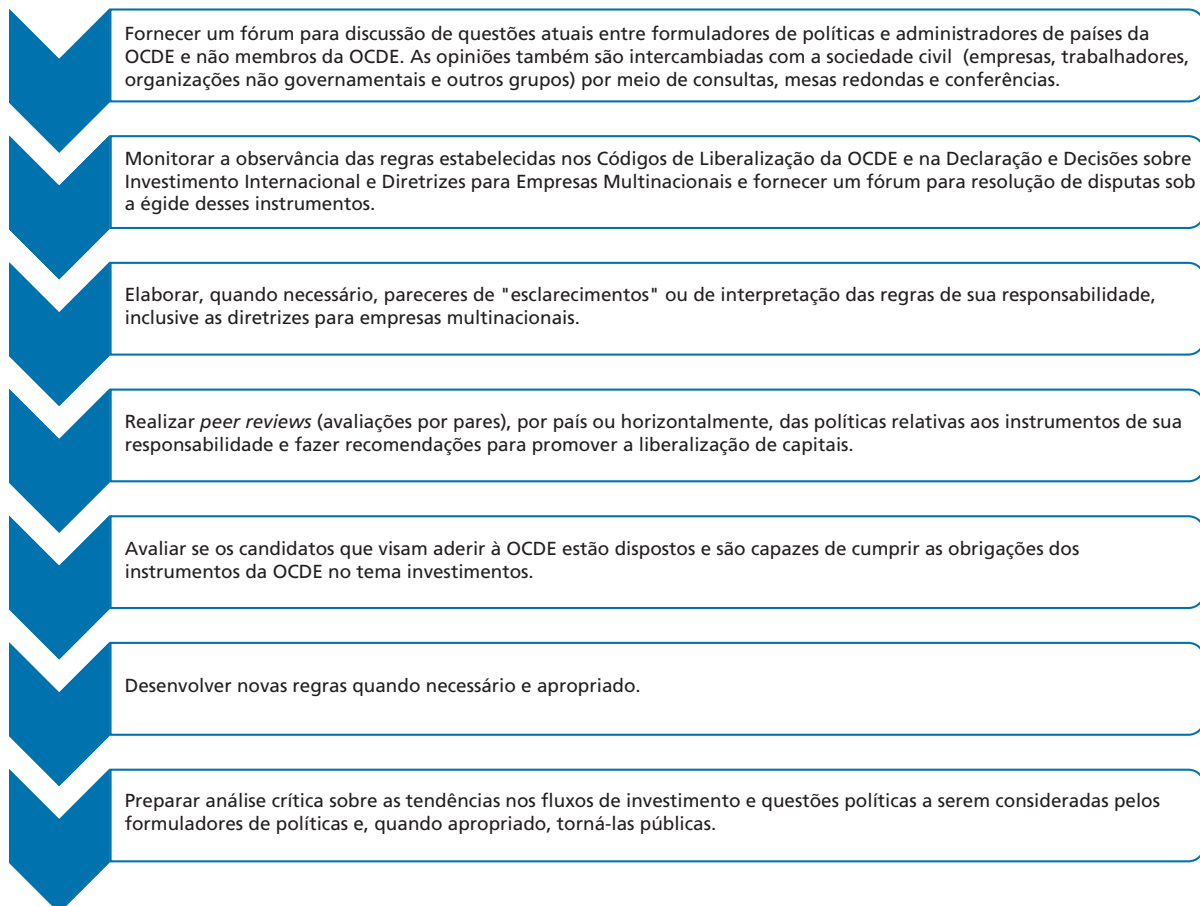 Fornecer um fórum para discussão de questões atuais entre formuladores de políticas e administradores de países da
OCDE e não membros da OCDE. As opiniões também são intercambiadas com a sociedade civil (empresas, trabalhadores,
organizações não governamentais e outros grupos) por meio de consultas, mesas redondas e conferências.
Monitorar a observância das regras estabelecidas nos Códigos de Liberalização da OCDE e na Declaração e Decisões sobre
Investimento Internacional e Diretrizes para Empresas Multinacionais e fornecer um fórum para resolução de disputas sob
a égide desses instrumentos.
Elaborar, quando necessário, pareceres de "esclarecimentos" ou de interpretação das regras de sua responsabilidade,
inclusive as diretrizes para empresas multinacionais.
Realizar peer reviews (avaliações por pares), por país ou horizontalmente, das políticas relativas aos instrumentos de sua
responsabilidade e fazer recomendações para promover a liberalização de capitais.
Avaliar se os candidatos que visam aderir à OCDE estão dispostos e são capazes de cumprir as obrigações dos
instrumentos da OCDE no tema investimentos.
Desenvolver novas regras quando necessário e apropriado.
Preparar análise crítica sobre as tendências nos fluxos de investimento e questões políticas a serem consideradas pelos
formuladores de políticas e, quando apropriado, torná-las públicas.